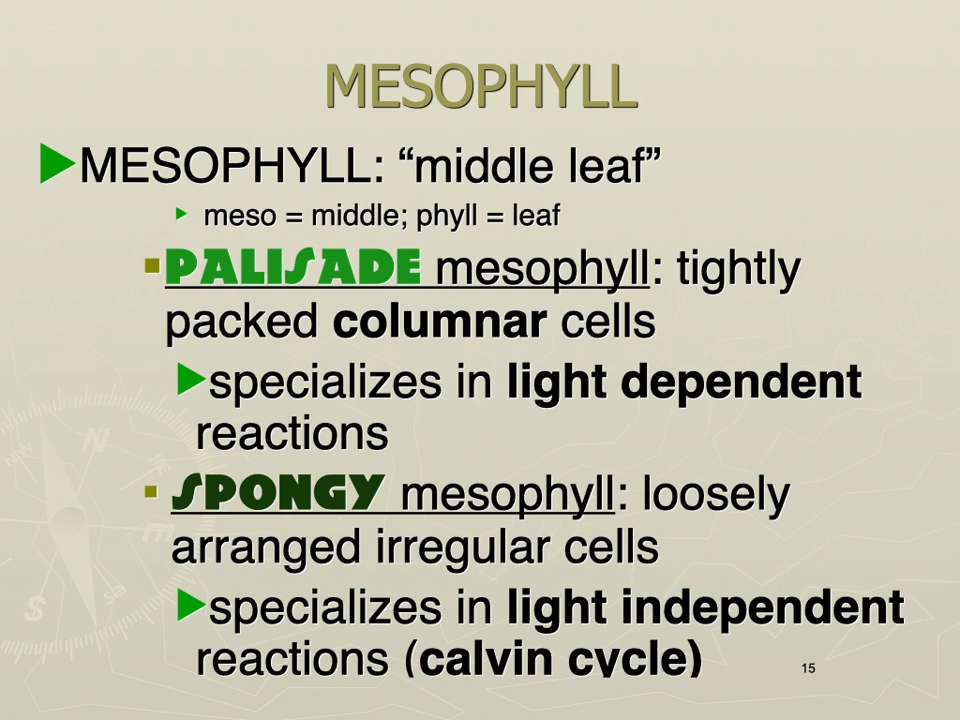 MESOPHYLL
MESOPHYLL: “middle leaf”
meso = middle; phyll = leaf
PALISADE mesophyll: tightly
packed columnar cells
specializes in light dependent
reactions
SPONGY mesophyll: loosely
arranged irregular cells
specializes in light independent
reactions (calvin cycle)
15
N
E
S